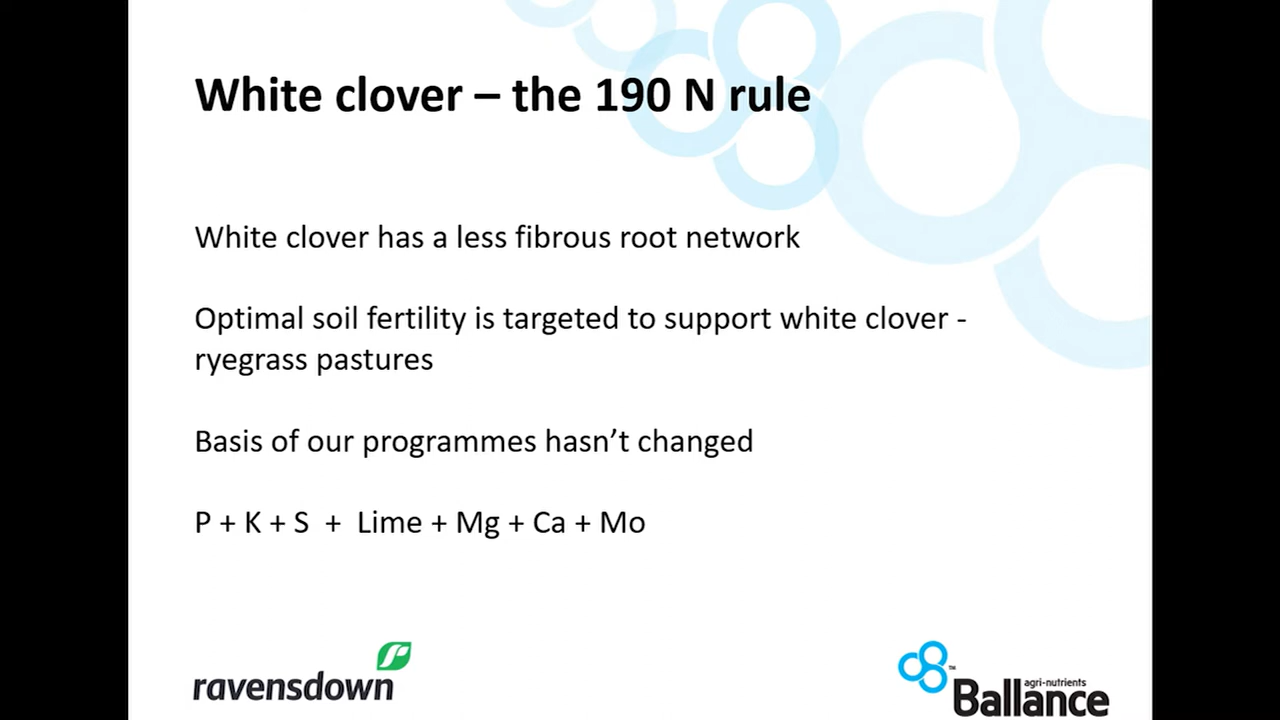 White clover – the 190 N rule
White clover has a less fibrous root network
Optimal soil fertility is targeted to support white clover -
ryegrass pastures
Basis of our programmes hasn’t changed
P + K + S  +  Lime + Mg + Ca + Mo
ravensdown
agri-nutrients
Ballance
TM